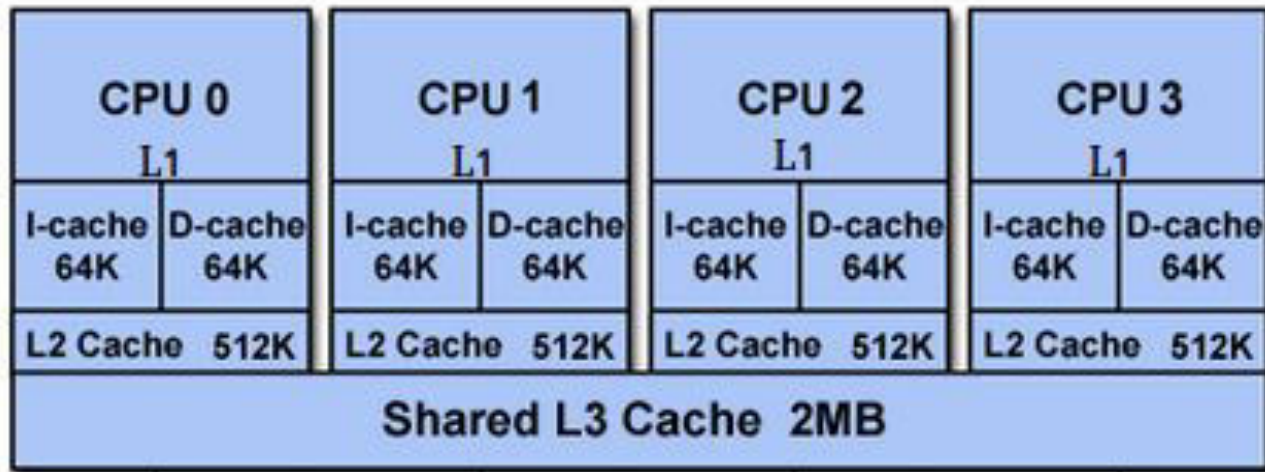 CPU 0
L1
I-cache
64K
D-cache
64K
L2 Cache 512K
CPU 1
L1
I-cache
64K
D-cache
64K
L2 Cache 512K
CPU 2
L1
I-cache
64K
D-cache
64K
L2 Cache 512K
CPU 3
L1
I-cache
64K
D-cache
64K
L2 Cache 512K
Shared L3 Cache 2MB